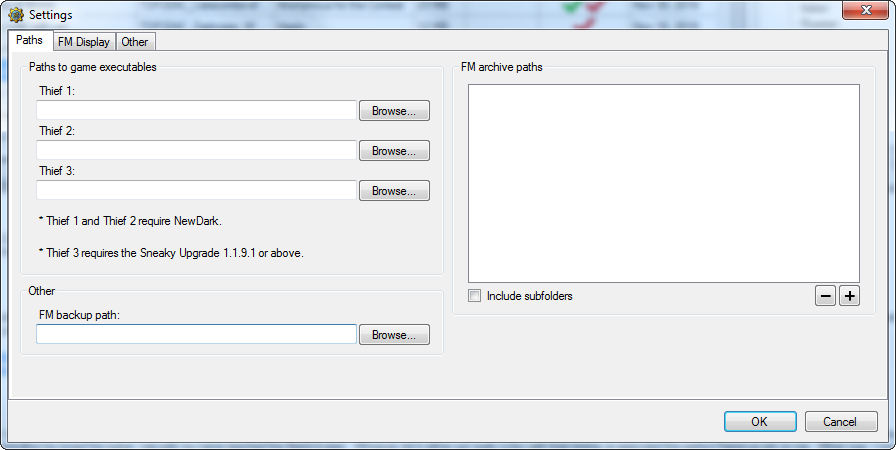 Settings
Paths
FM Display
Other
Paths to game executables
Thief 1:
Browse...
Thief 2:
Browse...
Thief 3:
Browse...
* Thief 1 and Thief 2 require NewDark.
* Thief 3 requires the Sneaky Upgrade 1.1.9.1 or above.
Other
FM backup path:
Browse...
FM archive paths
Include subfolders
OK
Cancel